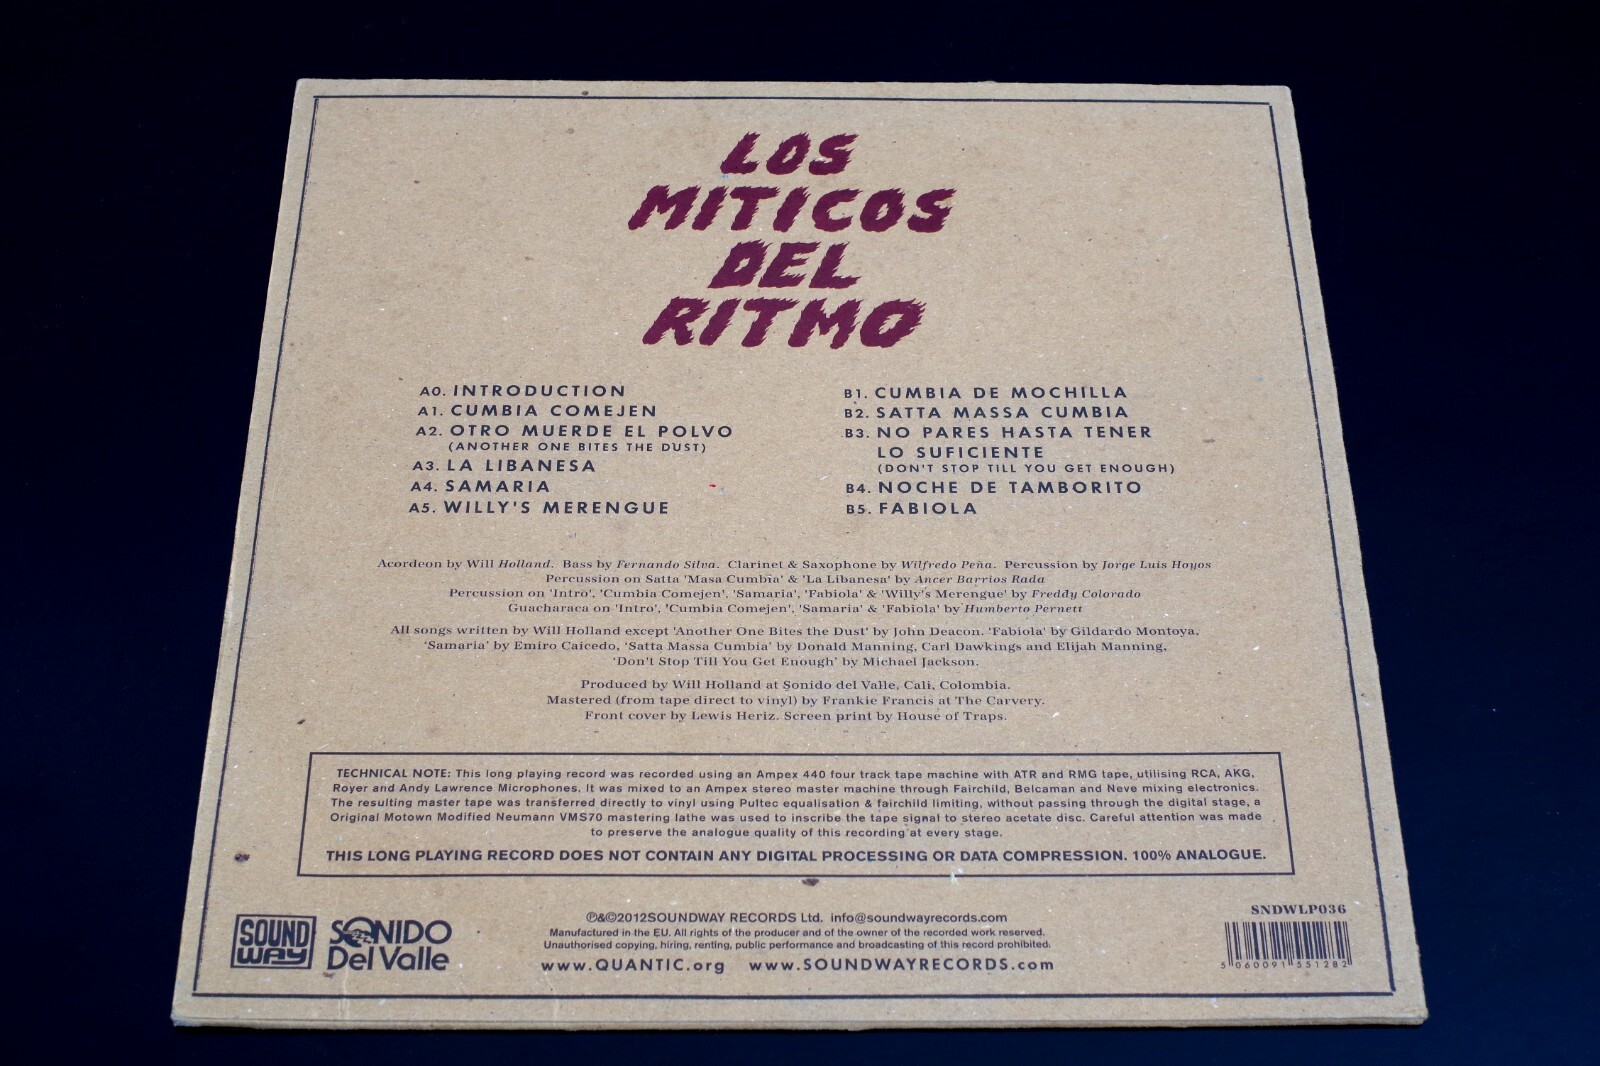 LOS
MITICOS
DEL
RITMO
A0. INTRODUCTION
A1. CUMBIA COMEJEN
A2. OTRO MUERDE EL POLVO
(ANOTHER ONE BITES THE DUST)
A3. LA LIBANESA
A4. SAMARIA
A5. WILLY'S MERENGUE
B1. CUMBIA DE MOCHILLA
B2. SATTA MASSA CUMBIA
B3. NO PARES HASTA TENER
LO SUFICIENTE
(DON'T STOP TILL YOU GET ENOUGH)
B4. NOCHE DE TAMBORITO
B5. FABIOLA
Acordeon by Will Holland. Bass by Fernando Silva. Clarinet & Saxophone by Wilfredo Peña. Percussion by Jorge Luis Hoyos
Percussion on Satta 'Masa Cumbia' & 'La Libanesa' by Ancer Barrios Rada
Percussion on 'Intro', 'Cumbia Comejen', 'Samaria', 'Fabiola' & 'Willy's Merengue' by Freddy Colorado
Guacharaca on 'Intro', 'Cumbia Comejen', 'Samaria' & 'Fabiola' by Humberto Pernett
All songs written by Will Holland except 'Another One Bites the Dust' by John Deacon. 'Fabiola' by Gildardo Montoya,
'Samaria' by Emiro Caicedo, 'Satta Massa Cumbia' by Donald Manning, Carl Dawkings and Elijah Manning,
'Don't Stop Till You Get Enough' by Michael Jackson.
Produced by Will Holland at Sonido del Valle, Cali, Colombia.
Mastered (from tape direct to vinyl) by Frankie Francis at The Carvery.
Front cover by Lewis Heriz. Screen print by House of Traps.
TECHNICAL NOTE: This long playing record was recorded using an Ampex 440 four track tape machine with ATR and RMG tape, utilising RCA, AKG,
Royer and Andy Lawrence Microphones. It was mixed to an Ampex stereo master machine through Fairchild, Belcaman and Neve mixing electronics.
The resulting master tape was transferred directly to vinyl using Pultec equalisation & fairchild limiting, without passing through the digital stage, a
Original Motown Modified Neumann VMS70 mastering lathe was used to inscribe the tape signal to stereo acetate disc. Careful attention was made
to preserve the analogue quality of this recording at every stage.
THIS LONG PLAYING RECORD DOES NOT CONTAIN ANY DIGITAL PROCESSING OR DATA COMPRESSION. 100% ANALOGUE.
SOUND
WAY
SONIDO
Del Valle
℗&©2012SOUNDWAY RECORDS Ltd. info@soundwayrecords.com
Manufactured in the EU. All rights of the producer and of the owner of the recorded work reserved.
Unauthorised copying, hiring, renting, public performance and broadcasting of this record prohibited.
www.QUANTIC.org www.SOUNDWAYRECORDS.com
SNDWLP036
5 060091 551282